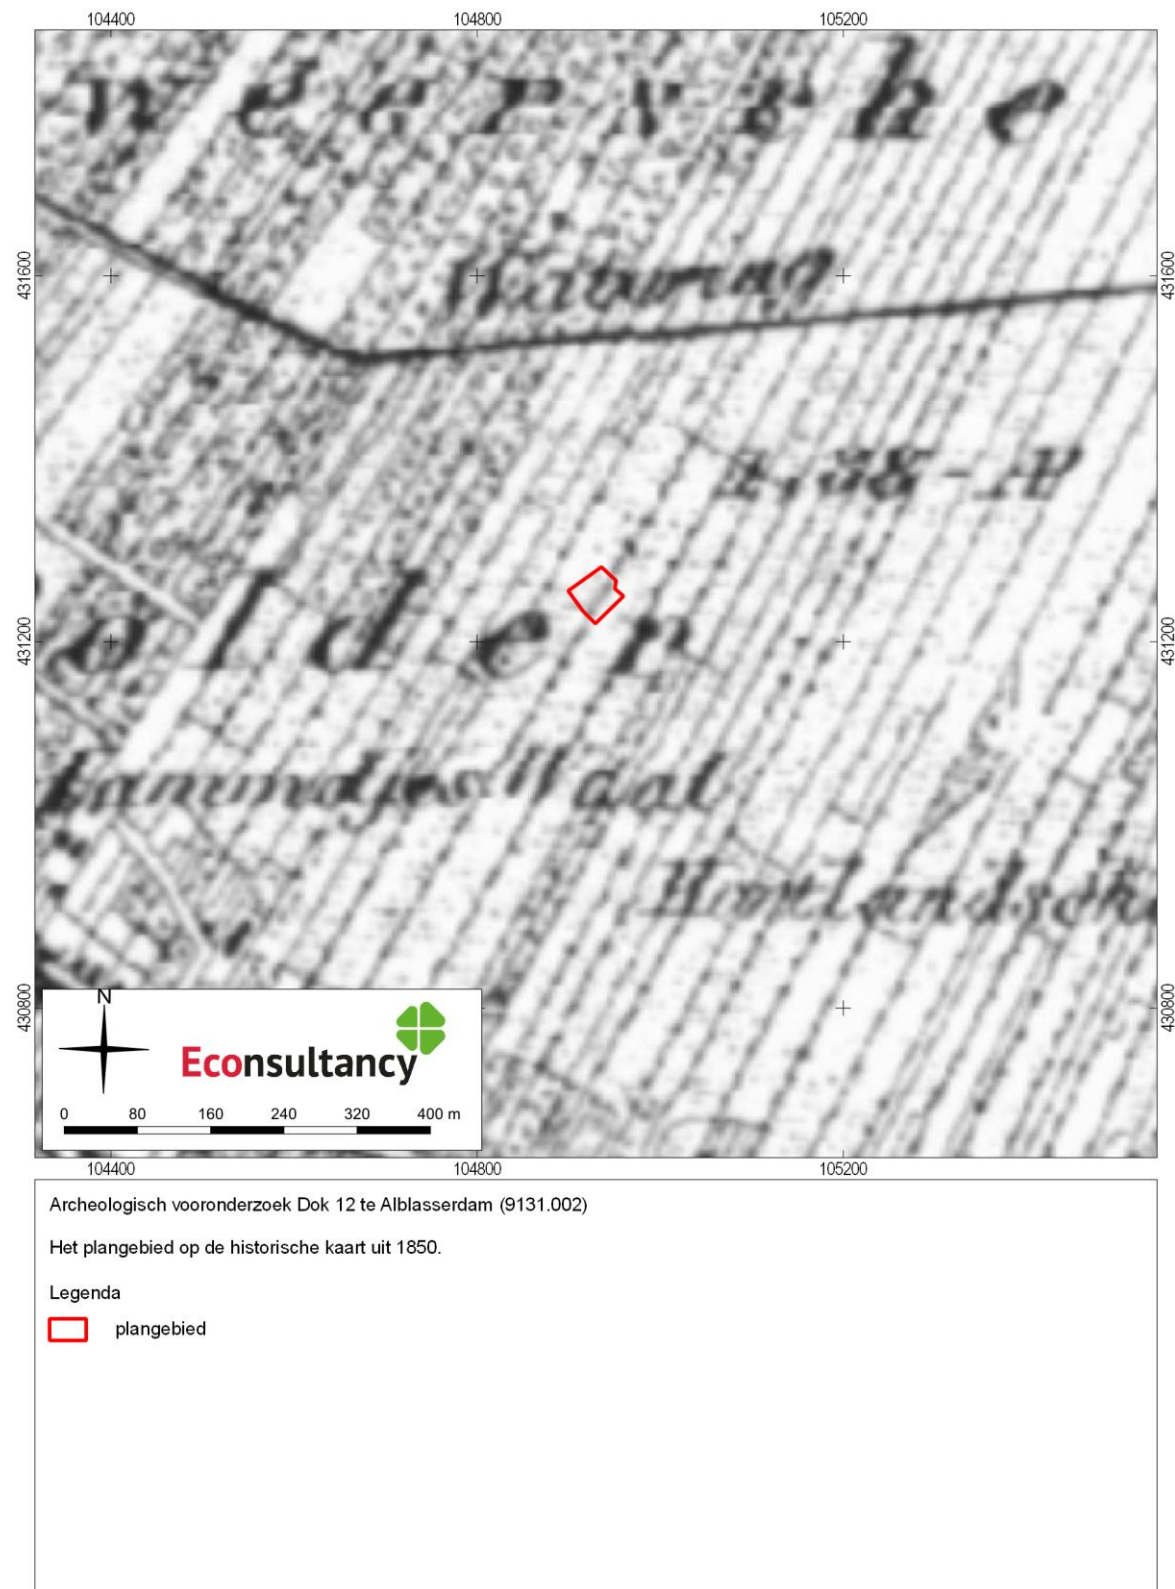 104400 104800 105200
431600 431600
Watering
431200 431200
o l d e r
430800 430800
N
Econsultancy
0 80 160 240 320 400 m
104400 104800 105200
Archeologisch vooronderzoek Dok 12 te Alblasserdam (9131.002)
Het plangebied op de historische kaart uit 1850.
Legenda
plangebied